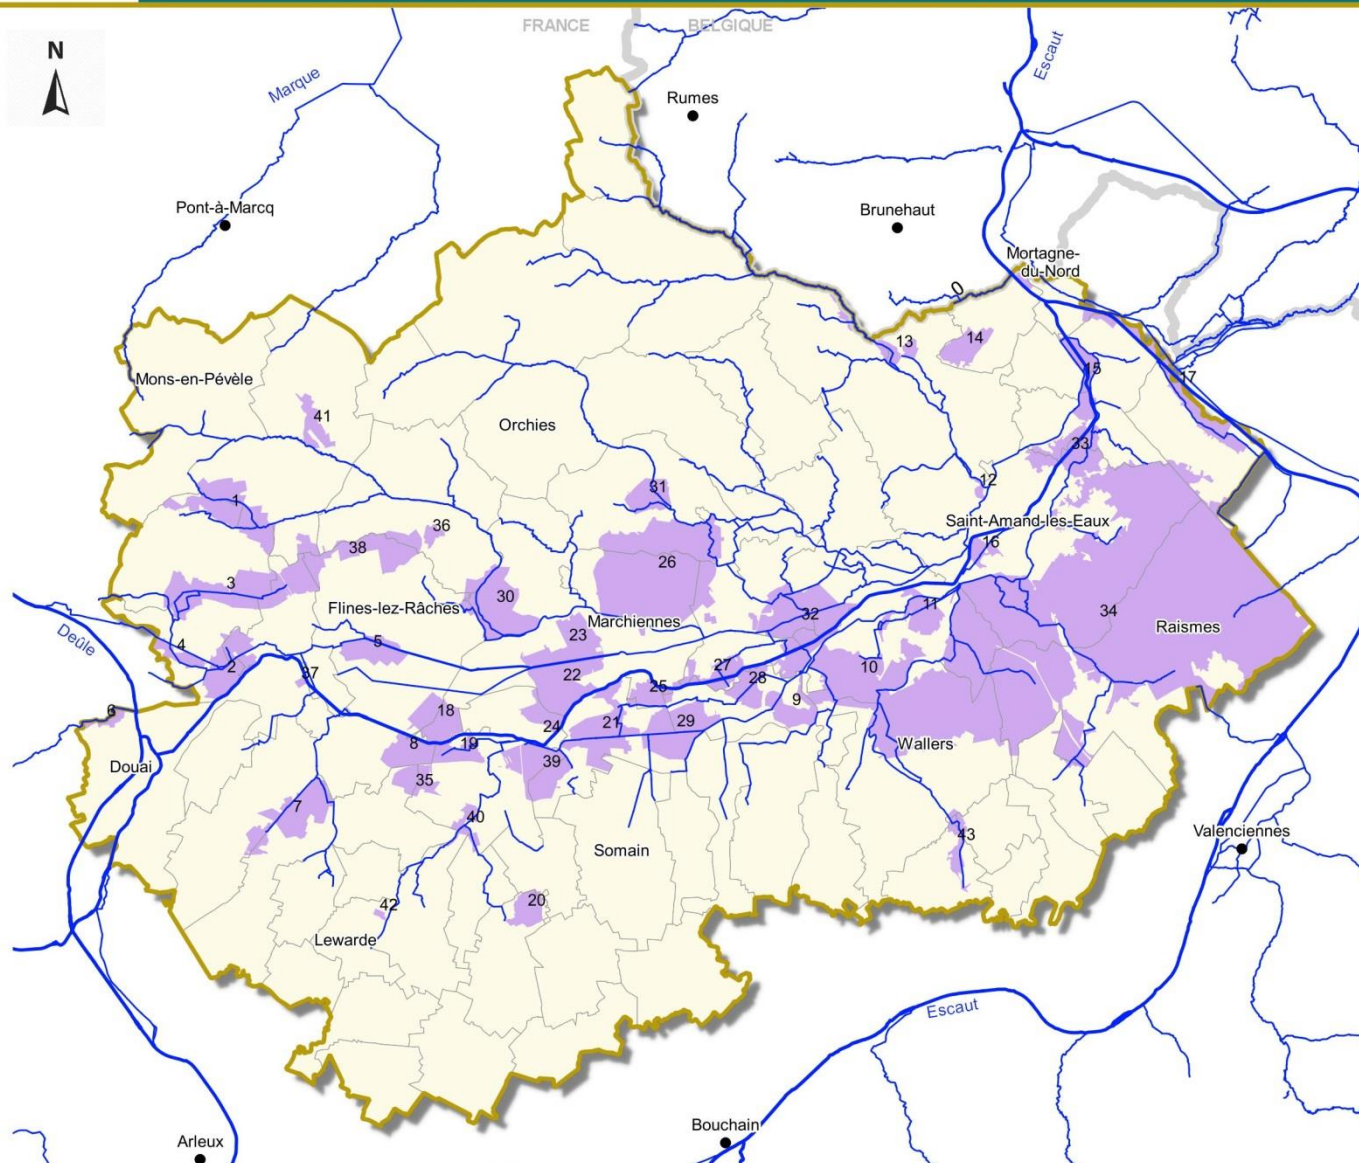 FRANCE
BELGIQUE
N
Escaut
Marque
Rumes
Pont-à-Marcq
Brunehaut
Mortagne-
du-Nord
0
13
14
15
17
Mons-en-Pévèle
41
Orchies
33
12
31
1
36
Saint-Amand-les-Eaux
16
38
26
3
30
Flines-lez-Râches
11
34
32
Marchiennes
Raismes
23
Deûle
4
5
2
37
22
27
10
28
25
9
6
18
24
21
29
8
19
Wallers
39
Douai
35
7
40
43
Valenciennes
Somain
20
42
Lewarde
Escaut
Bouchain
Arleux